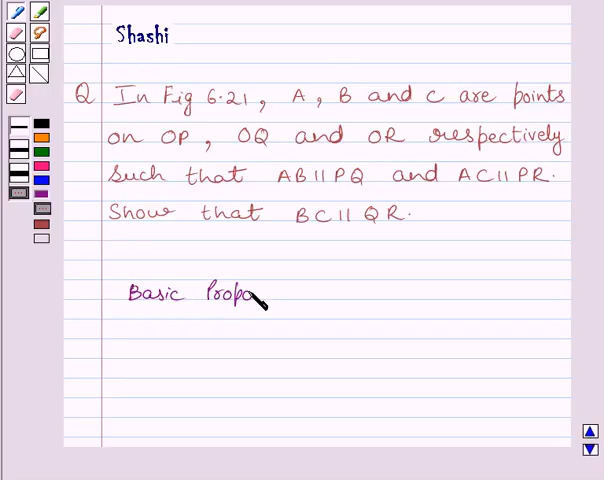 Shashi
Q In Fig 6.21, A, B and C are points
on OP, OQ and OR respectively
Such that AB || PQ and AC || PR.
Show that BC || QR.
Basic Propo